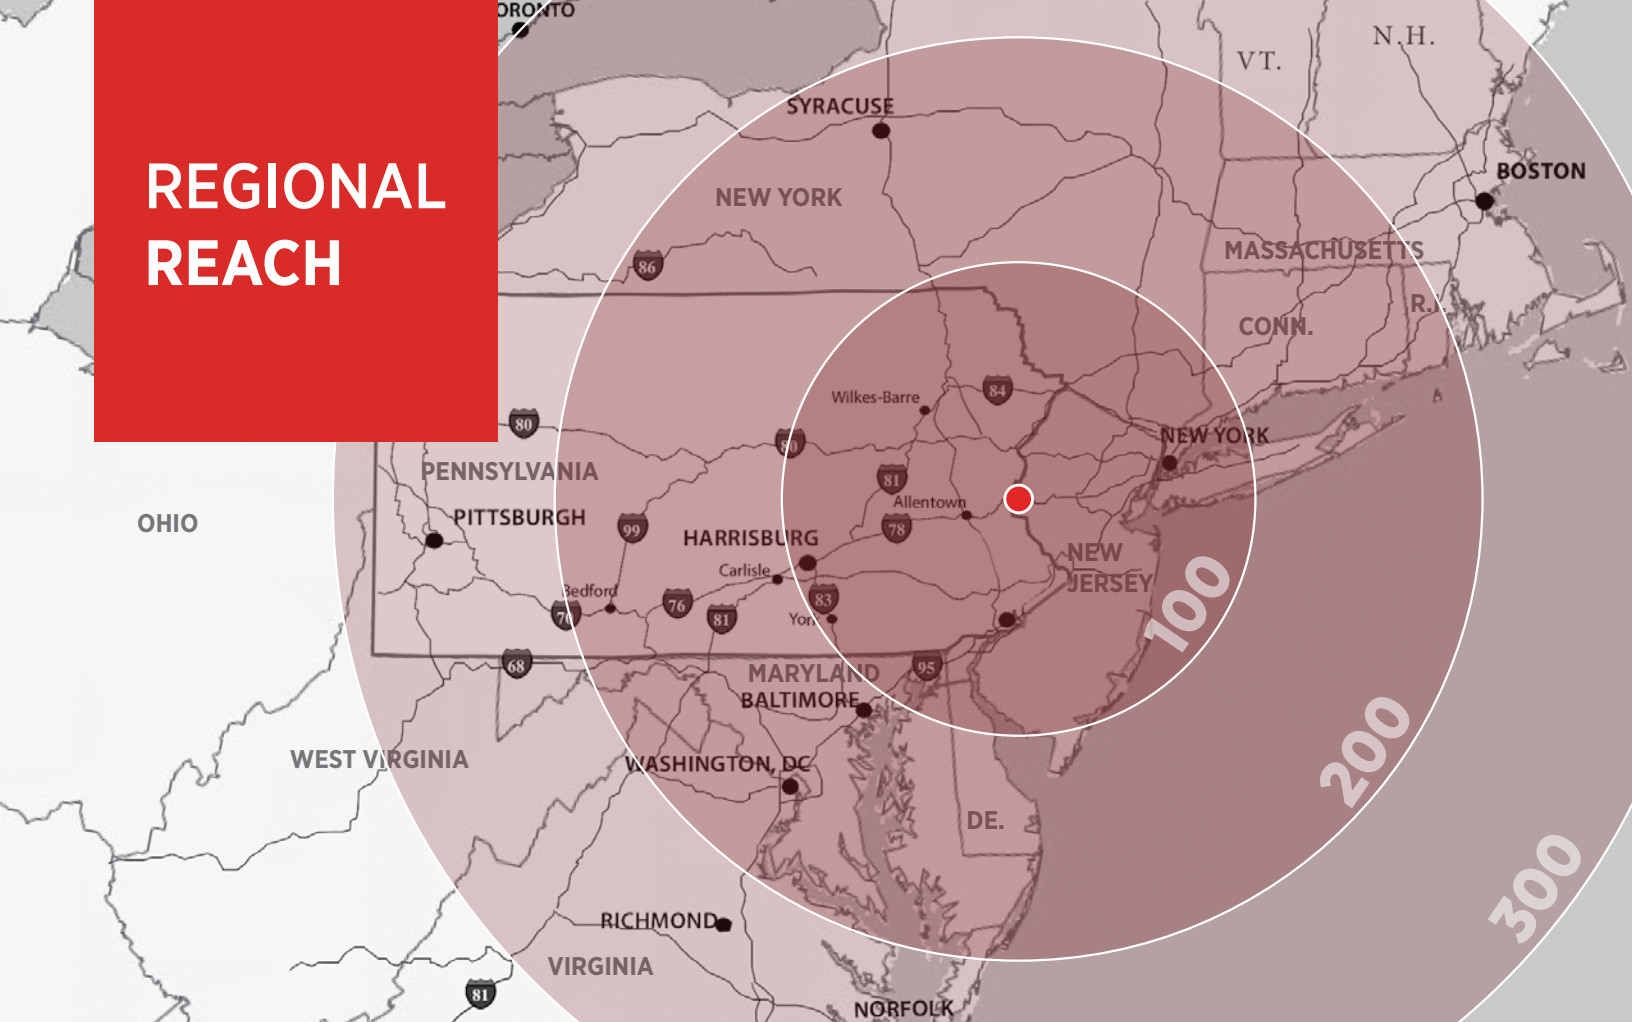 ORONTO
REGIONAL
REACH
N.H.
VT.
SYRACUSE
BOSTON
NEW YORK
MASSACHUSETTS
86
R.I.
CONN.
84
Wilkes-Barre
80
80
NEW YORK
PENNSYLVANIA
81
Allentown
PITTSBURGH
OHIO
99
78
HARRISBURG
NEW
JERSEY
Carlisle
Bedford
76
83
70
81
York
100
68
95
MARYLAND
BALTIMORE
WEST VIRGINIA
WASHINGTON, DC
200
DE.
300
RICHMOND
VIRGINIA
81
NORFOLK